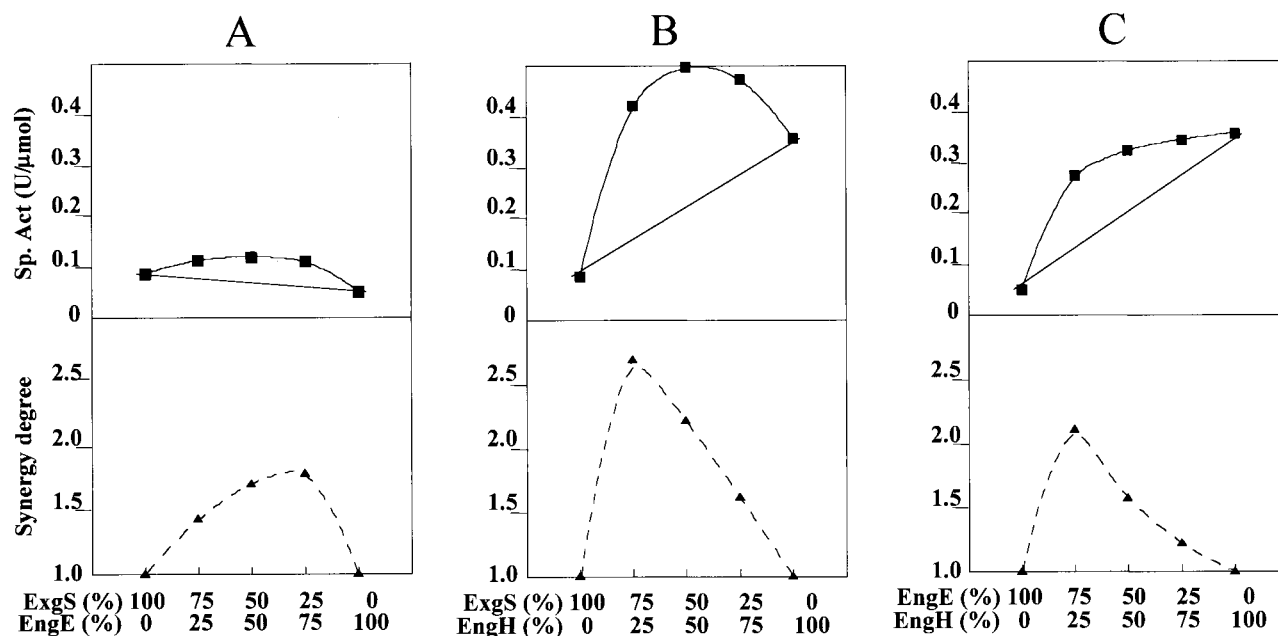 A
B
C
Sp. Act (U/µmol)
0.4
0.3
0.2
0.1
0
0.4
0.3
0.2
0.1
0
0.4
0.3
0.2
0.1
0
Synergy degree
2.5
2.0
1.5
1.0
2.5
2.0
1.5
1.0
2.5
2.0
1.5
1.0
ExgS (%) 100 75 50 25 0
EngE (%) 0 25 50 75 100
ExgS (%) 100 75 50 25 0
EngH (%) 0 25 50 75 100
EngE (%) 100 75 50 25 0
EngH (%) 0 25 50 75 100